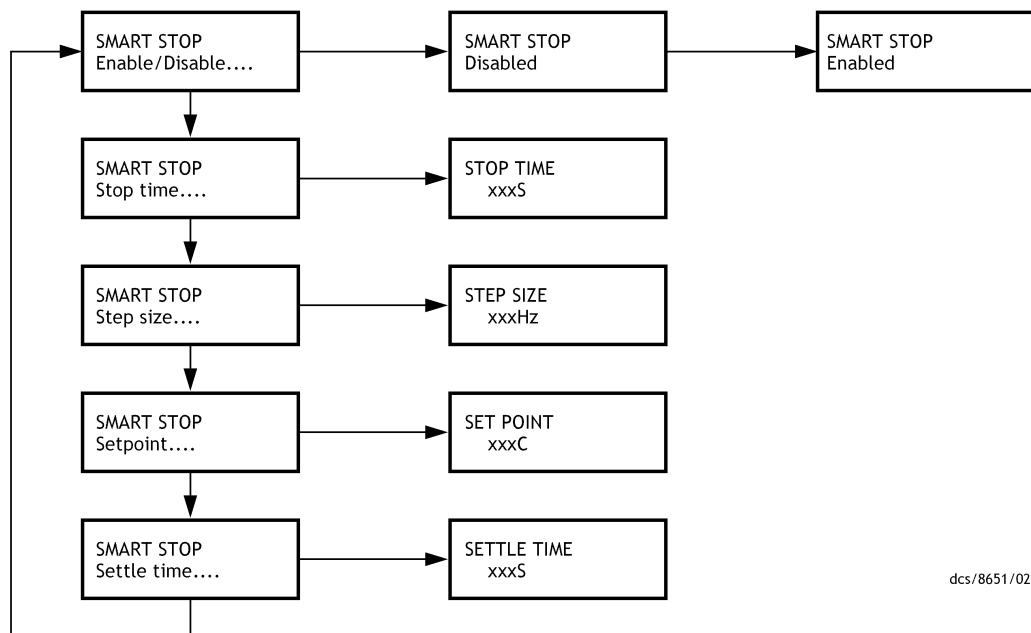 SMART STOP
Enable/Disable....
SMART STOP
Disabled
SMART STOP
Enabled
SMART STOP
Stop time....
STOP TIME
xxxS
SMART STOP
Step size....
STEP SIZE
xxxHz
SMART STOP
Setpoint....
SET POINT
xxxC
SMART STOP
Settle time....
SETTLE TIME
xxxS
dcs/8651/02